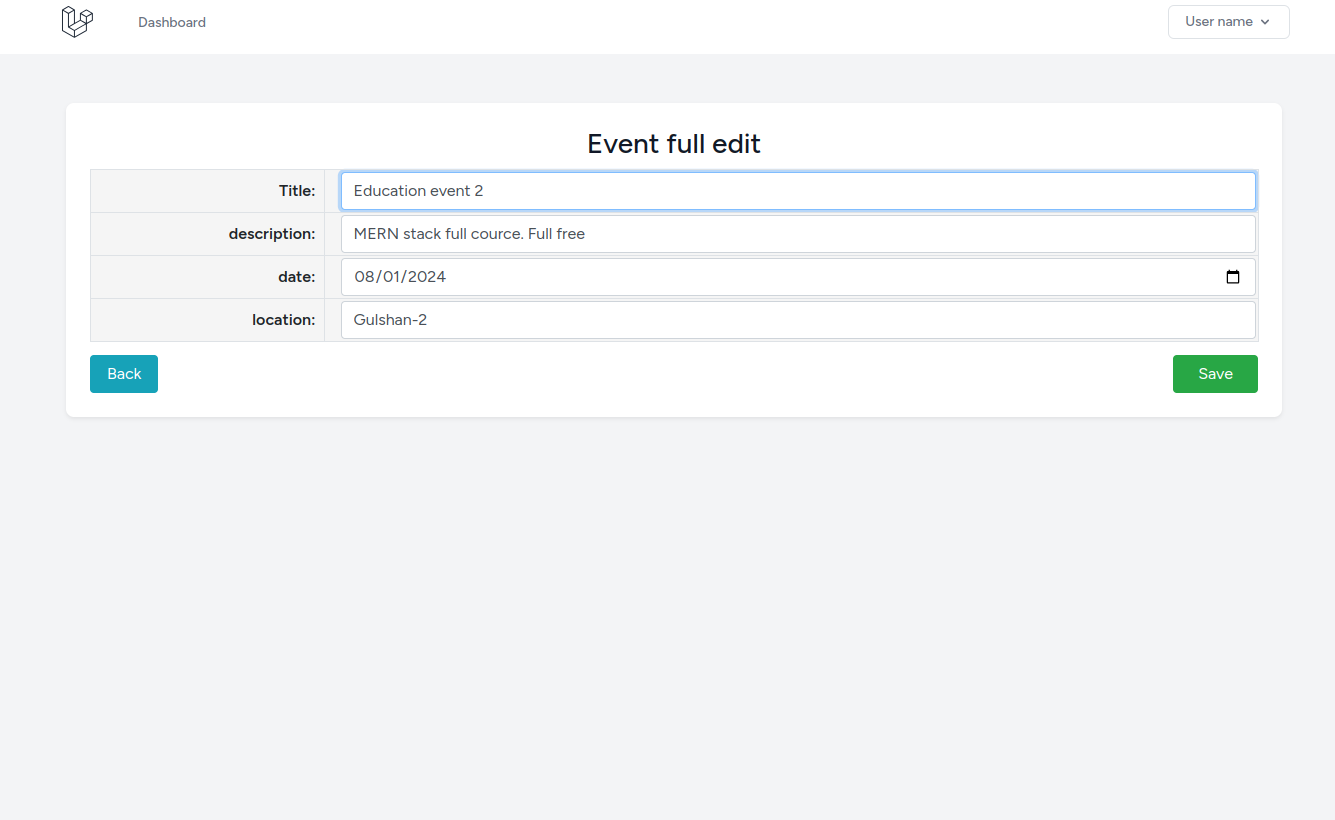 Dashboard
User name
Event full edit
Title:
Education event 2
description:
MERN stack full cource. Full free
date:
08/01/2024
location:
Gulshan-2
Back
Save